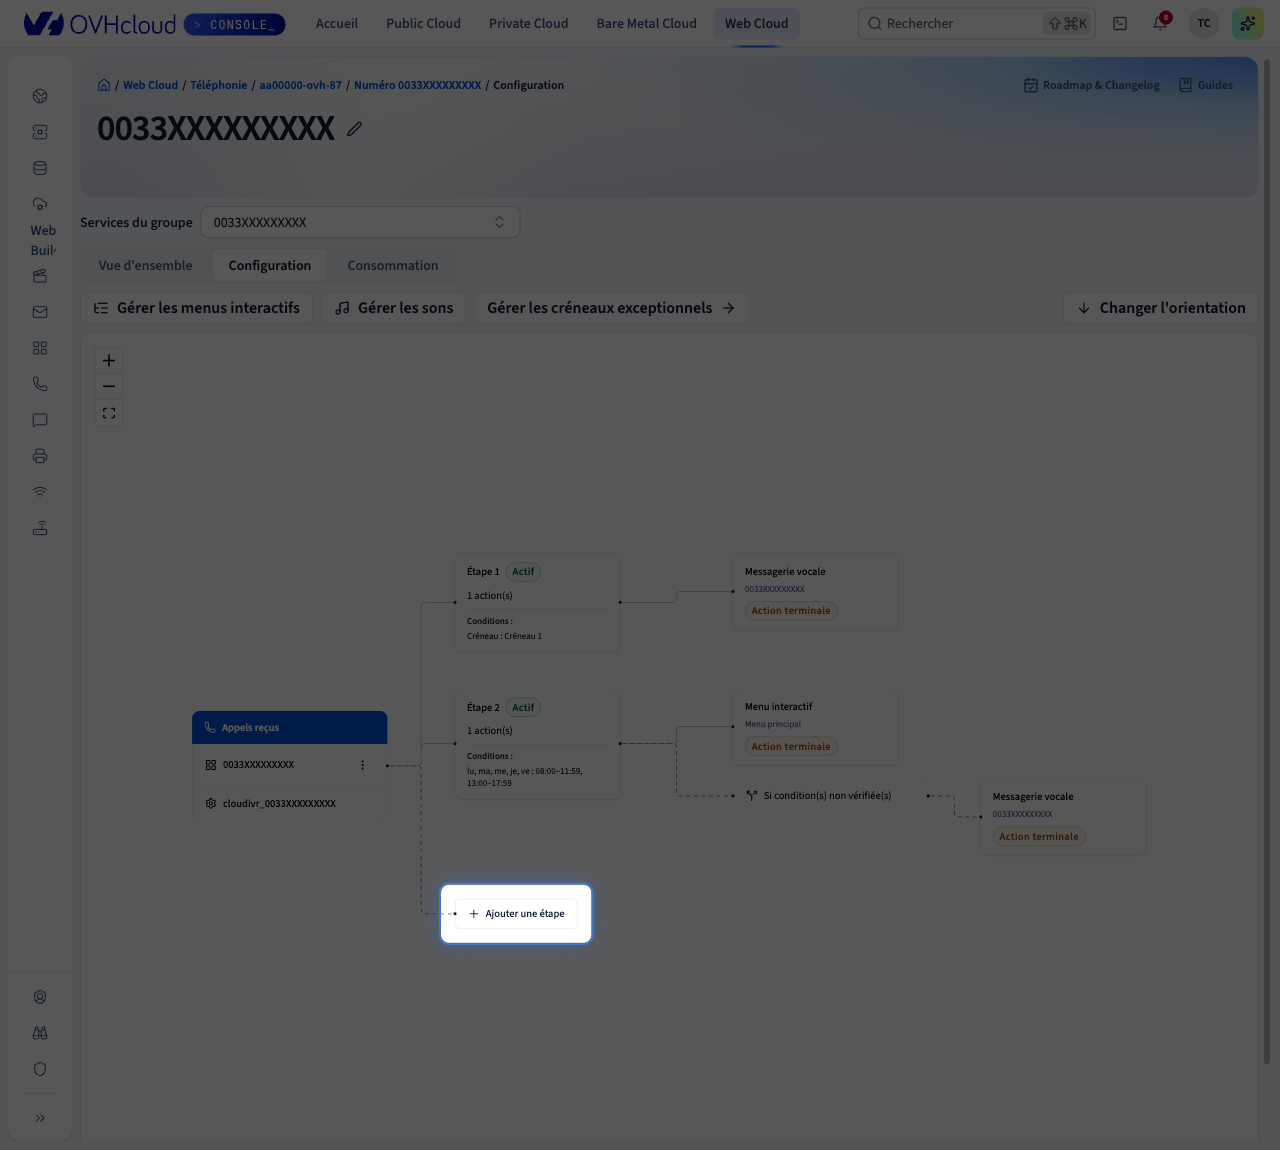 OVHcloud > CONSOLE_
Accueil
Public Cloud
Private Cloud
Bare Metal Cloud
Web Cloud
Rechercher
⇧⌘K
8
TC
/ Web Cloud / Téléphonie / aa00000-ovh-87 / Numéro 0033XXXXXXXXX / Configuration
Roadmap & Changelog
Guides
0033XXXXXXXXX
Services du groupe
0033XXXXXXXXX
Web
Buil
Vue d'ensemble
Configuration
Consommation
Gérer les menus interactifs
Gérer les sons
Gérer les créneaux exceptionnels
Changer l'orientation
Étape 1 Actif
1 action(s)
Conditions :
Créneau : Créneau 1
Messagerie vocale
0033XXXXXXXXX
Action terminale
Étape 2 Actif
1 action(s)
Conditions :
lu, ma, me, je, ve : 08:00–11:59,
13:00–17:59
Menu interactif
Menu principal
Action terminale
Appels reçus
0033XXXXXXXXX
cloudivr_0033XXXXXXXXX
Si condition(s) non vérifiée(s)
Messagerie vocale
0033XXXXXXXXX
Action terminale
Ajouter une étape